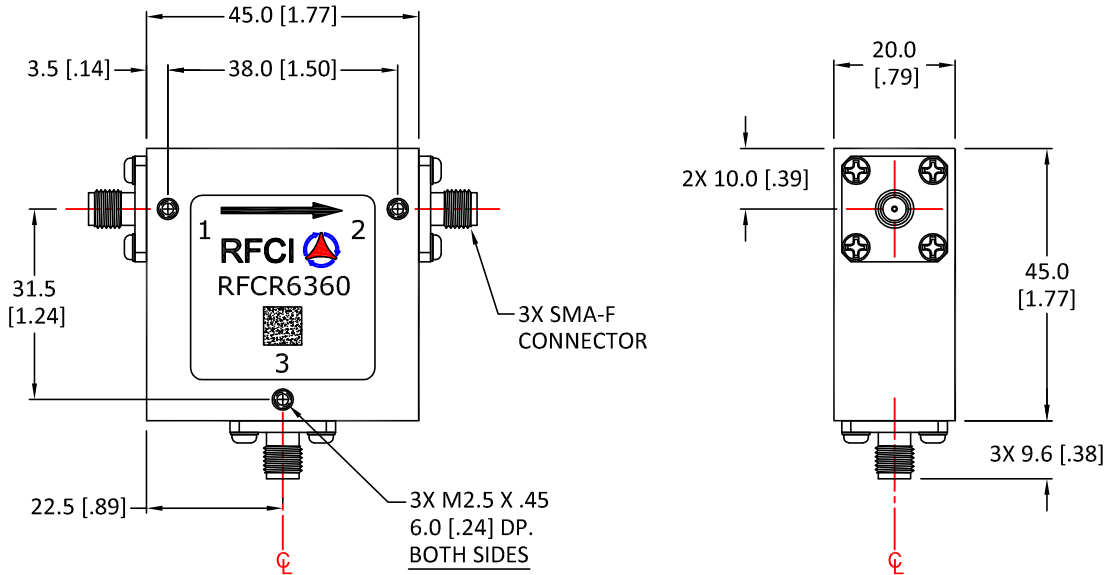 45.0 [1.77]
3.5 [.14]
38.0 [1.50]
20.0
[.79]
2X 10.0 [.39]
1
2
RFCI
RFCR6360
3
31.5
[1.24]
3X SMA-F
CONNECTOR
45.0
[1.77]
3X 9.6 [.38]
22.5 [.89]
3X M2.5 X .45
6.0 [.24] DP.
BOTH SIDES
℄
℄